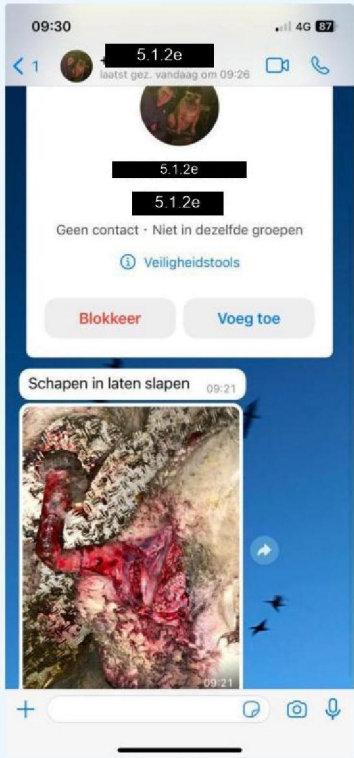 09:30
4G 87
1
5.1.2e
laatst gez. vandaag om 09:26
5.1.2e
5.1.2e
Geen contact · Niet in dezelfde groepen
Veiligheidstools
Blokkeer
Voeg toe
Schapen in laten slapen 09:21
09:21